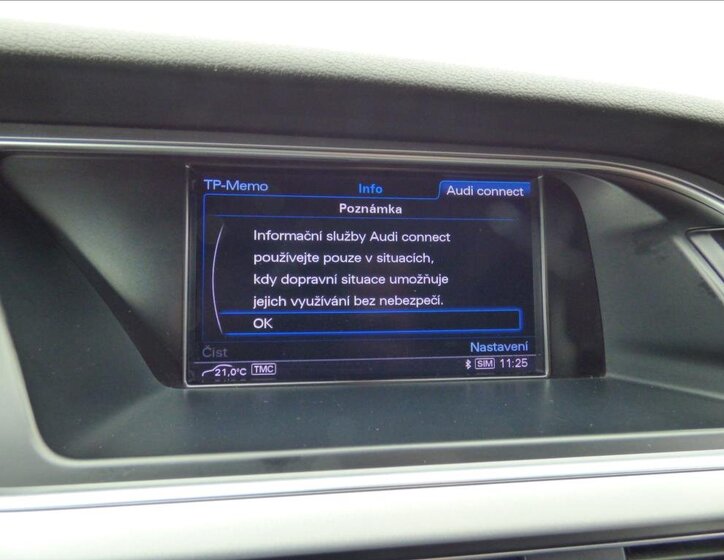 TP-Memo Info Audi connect
Poznámka
Informační služby Audi connect
používejte pouze v situacích,
kdy dopravní situace umožňuje
jejich využívání bez nebezpečí.
OK
Číst Nastavení
21,0°C TMC SIM 11:25